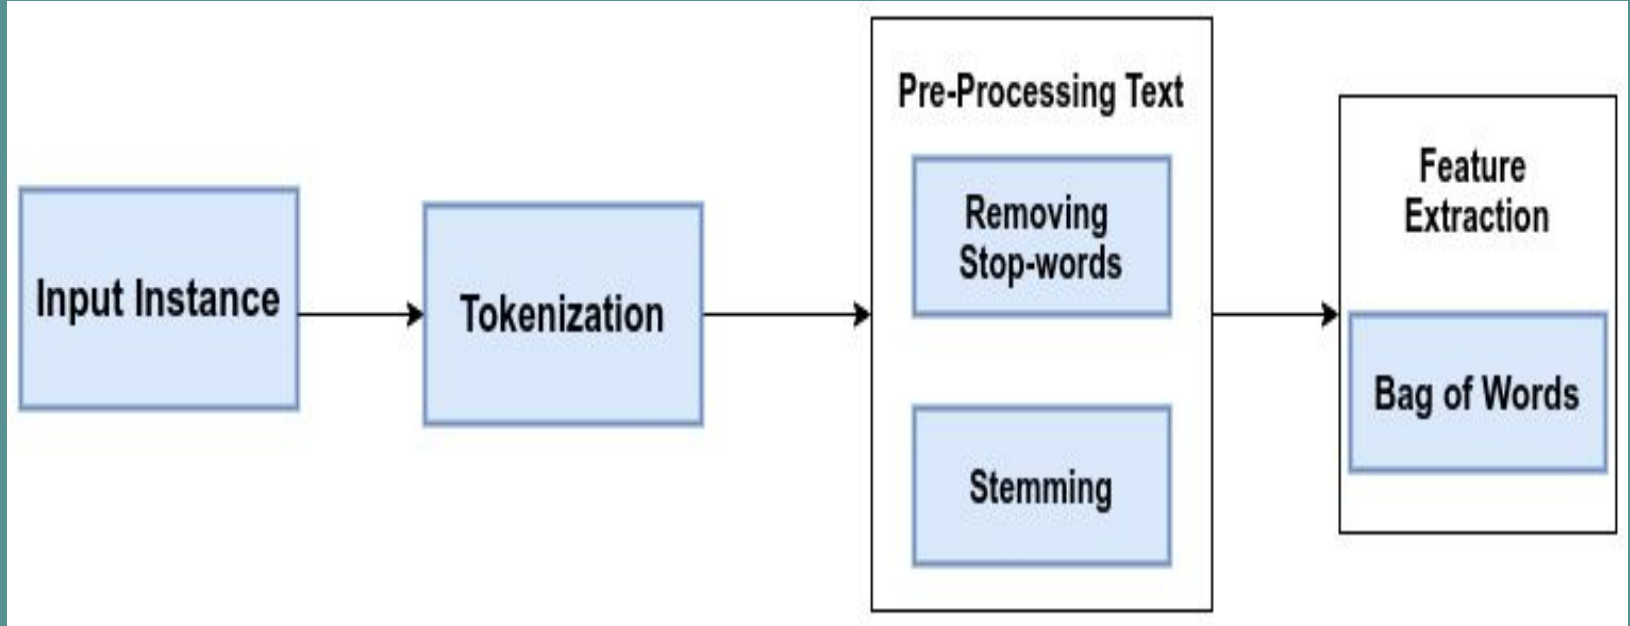 Input Instance
Tokenization
Pre-Processing Text
Removing
Stop-words
Stemming
Feature
Extraction
Bag of Words